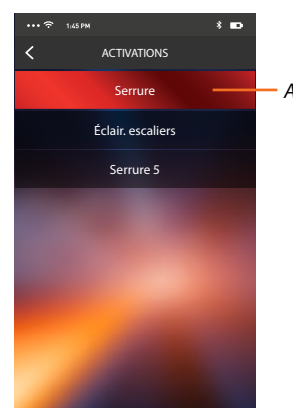 1:45 PM
ACTIVATIONS
Serrure A
Éclair. escaliers
Serrure 5